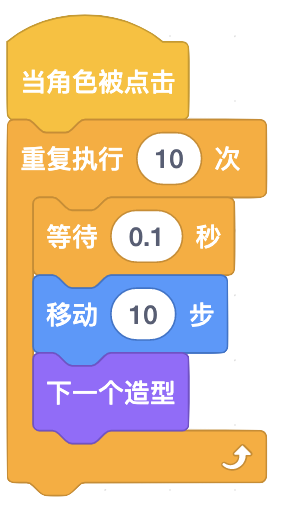 当角色被点击
重复执行 10 次
等待 0.1 秒
移动 10 步
下一个造型